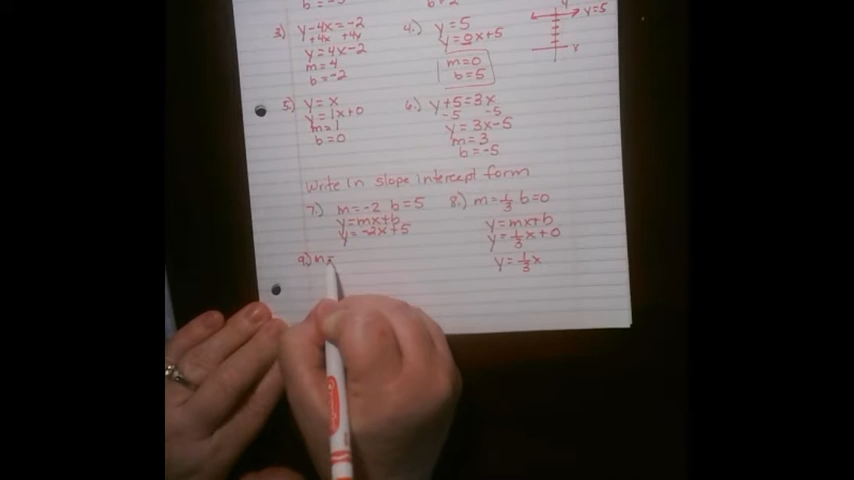 b=-3 b=2
3.) y-4x=-2
+4x +4x
y=4x-2
m=4
b=-2
4.) y=5
y=0x+5
m=0
b=5
y
y=5
x
5.) y=x
y=1x+0
m=1
b=0
6.) y+5=3x
-5 -5
y=3x-5
m=3
b=-5
Write in slope intercept form
7.) m=-2 b=5
y=mx+b
y=-2x+5
y
8.) m=1/3 b=0
y=mx+b
y=1/3x+0
y=1/3x
9.) m=